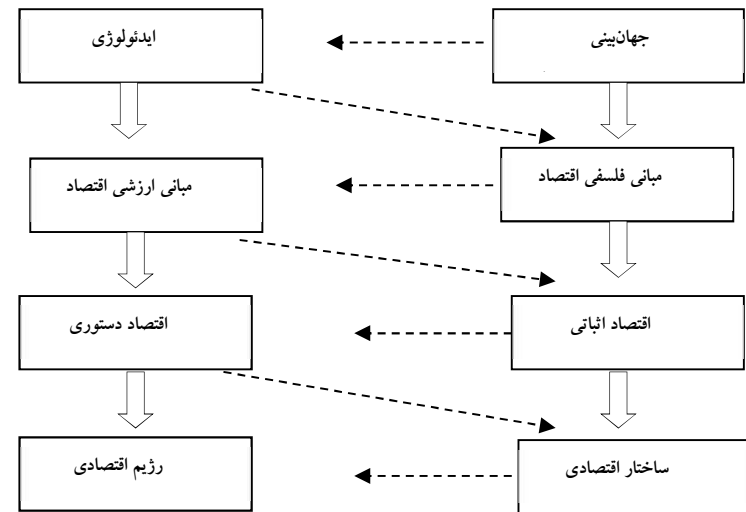 جهان‌بینی
ایدئولوژی
مبانی فلسفی اقتصاد
مبانی ارزشی اقتصاد
اقتصاد اثباتی
اقتصاد دستوری
ساختار اقتصادی
رژیم اقتصادی